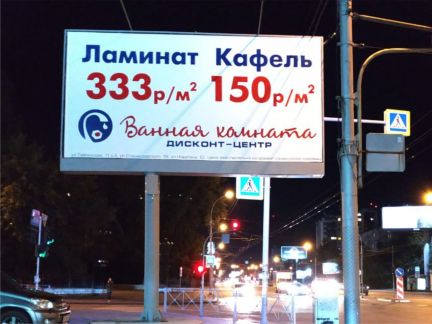 Ламинат Кафель
333р/м² 150р/м²
Ванная комната
ДИСКОНТ-ЦЕНТР